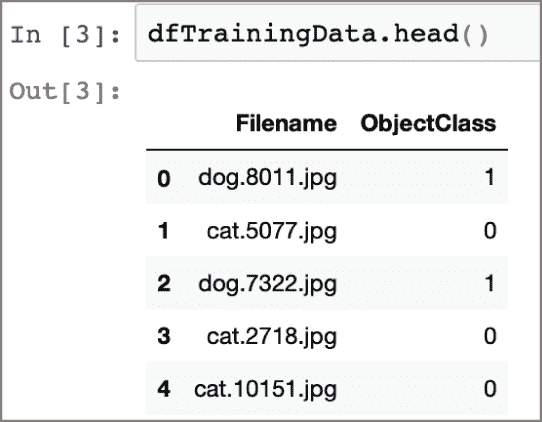 In [3]: dfTrainingData.head()
Out[3]:
Filename ObjectClass
0 dog.8011.jpg 1
1 cat.5077.jpg 0
2 dog.7322.jpg 1
3 cat.2718.jpg 0
4 cat.10151.jpg 0